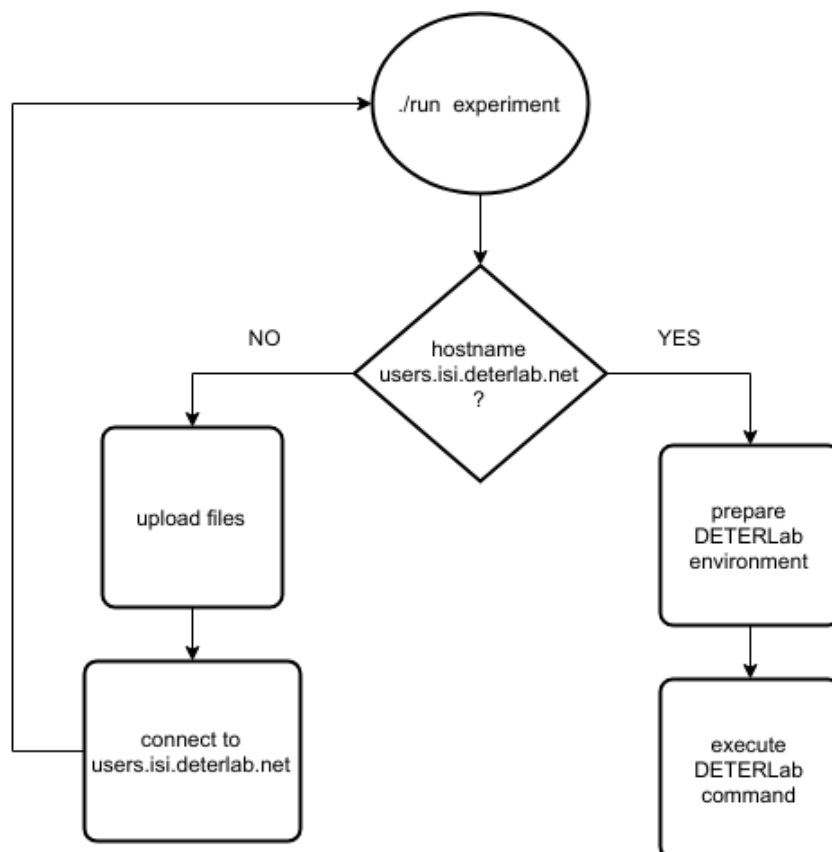 ./run experiment
NO
YES
hostname
users.isi.deterlab.net
?
upload files
prepare
DETERLab
environment
connect to
users.isi.deterlab.net
execute
DETERLab
command